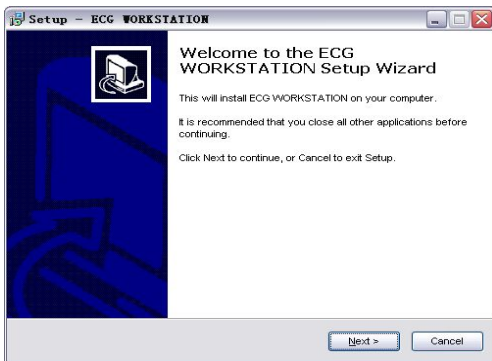 Setup - ECG WORKSTATION
Welcome to the ECG
WORKSTATION Setup Wizard
This will install ECG WORKSTATION on your computer.
It is recommended that you close all other applications before
continuing.
Click Next to continue, or Cancel to exit Setup.
Next >
Cancel